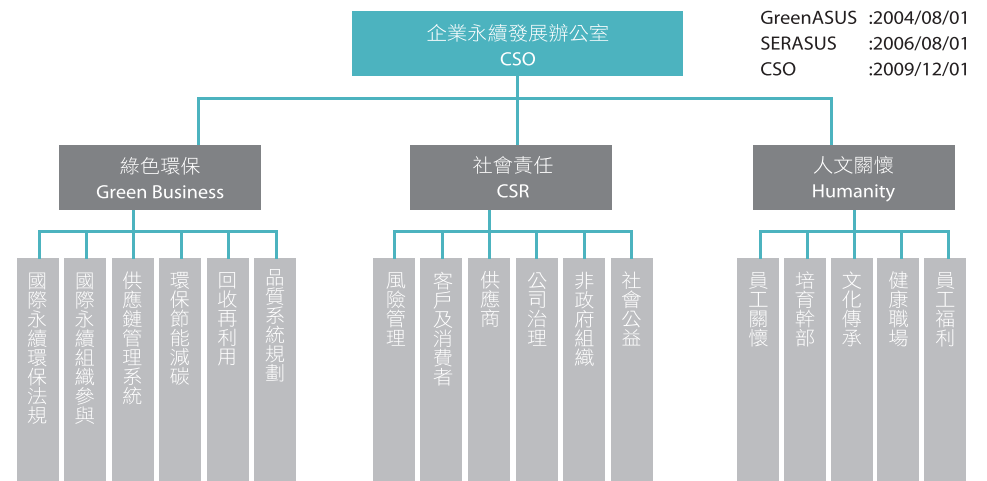 企業永續發展辦公室
CSO
GreenASUS :2004/08/01
SERASUS :2006/08/01
CSO :2009/12/01
綠色環保
Green Business
社會責任
CSR
人文關懷
Humanity
國際永續環保法規
國際永續組織參與
供應鏈管理系統
環保節能減碳
回收再利用
品質系統規劃
風險管理
客戶及消費者
供應商
公司治理
非政府組織
社會公益
員工關懷
培育幹部
文化傳承
健康職場
員工福利